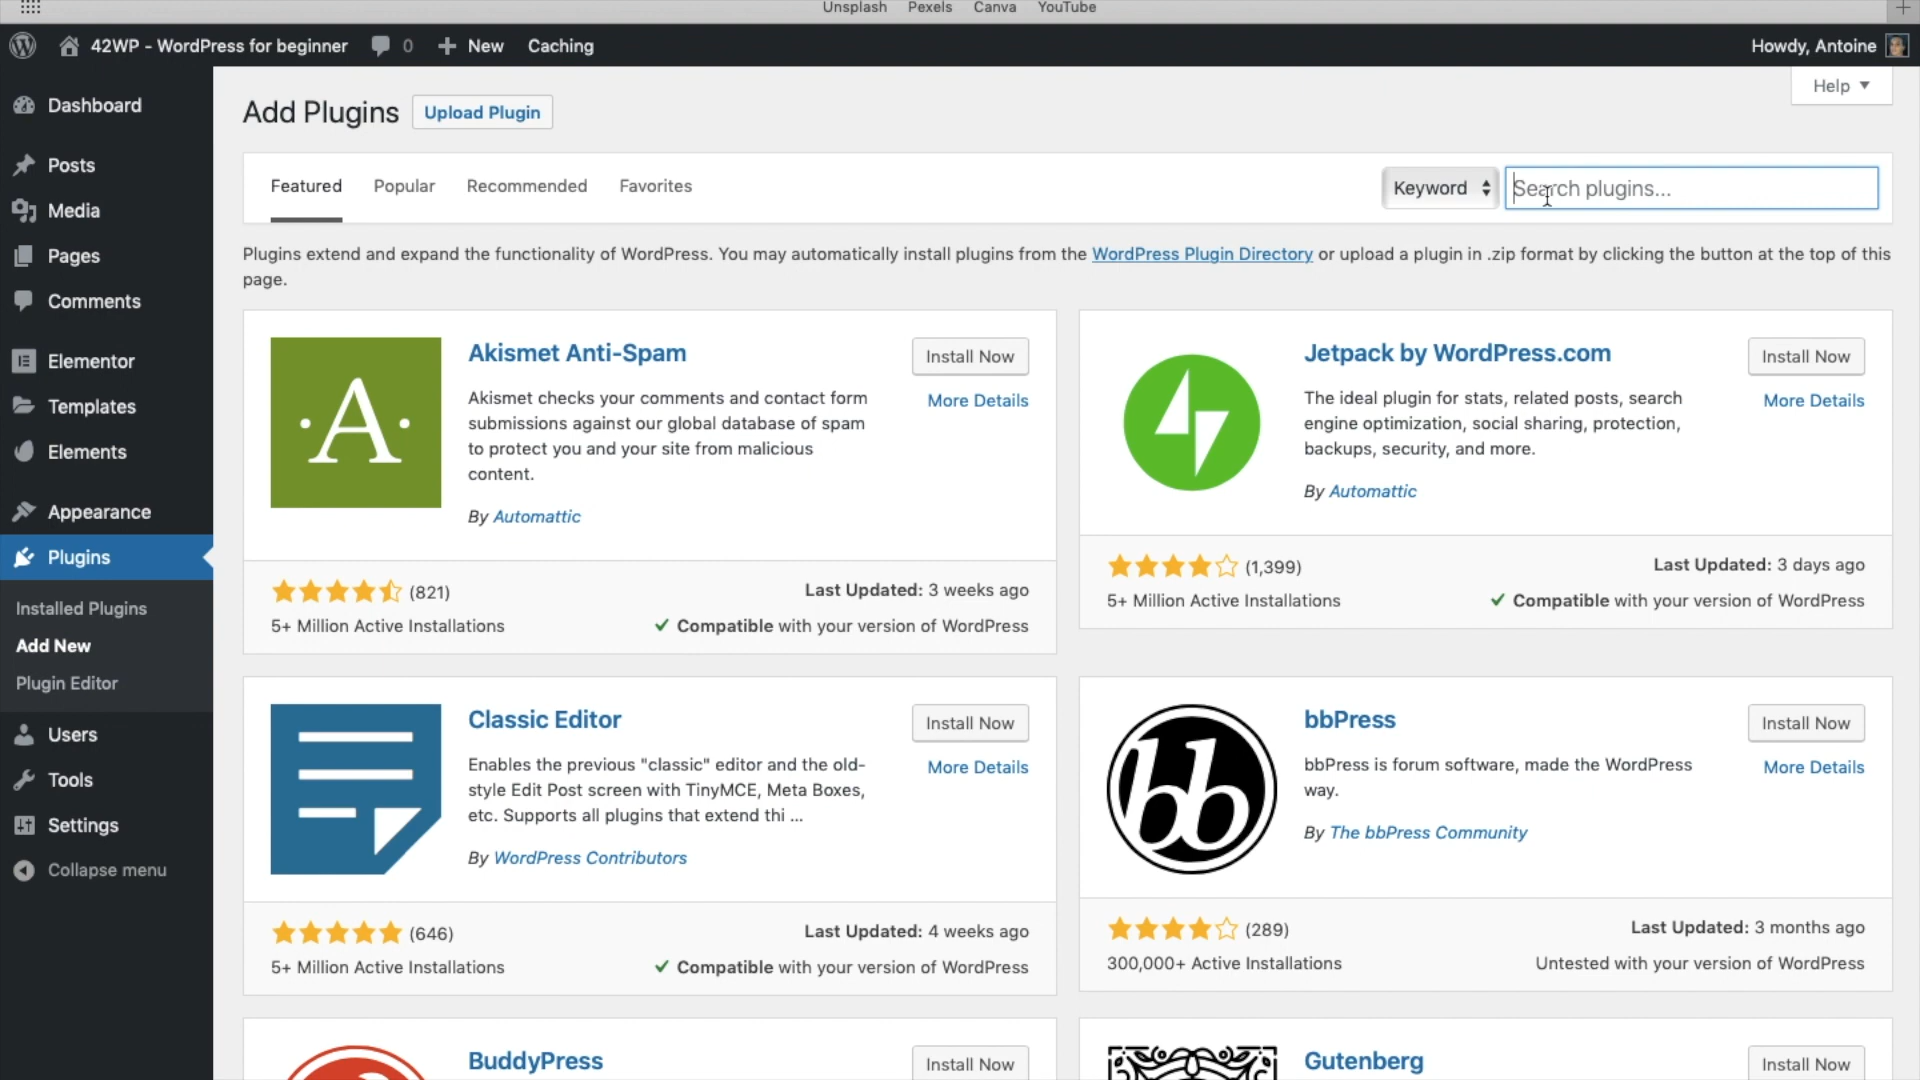 Unsplash Pexels Canva YouTube
42WP - WordPress for beginner 0 New Caching Howdy, Antoine
Help
Dashboard
Posts
Media
Pages
Comments
Elementor
Templates
Elements
Appearance
Plugins
Installed Plugins
Add New
Plugin Editor
Users
Tools
Settings
Collapse menu
Add Plugins Upload Plugin
Featured Popular Recommended Favorites Keyword Search plugins...
Plugins extend and expand the functionality of WordPress. You may automatically install plugins from the WordPress Plugin Directory or upload a plugin in .zip format by clicking the button at the top of this
page.
A
Akismet Anti-Spam
Install Now
More Details
Akismet checks your comments and contact form
submissions against our global database of spam
to protect you and your site from malicious
content.
By Automattic
(821) Last Updated: 3 weeks ago
5+ Million Active Installations Compatible with your version of WordPress
Jetpack by WordPress.com
Install Now
More Details
The ideal plugin for stats, related posts, search
engine optimization, social sharing, protection,
backups, security, and more.
By Automattic
(1,399) Last Updated: 3 days ago
5+ Million Active Installations Compatible with your version of WordPress
Classic Editor
Install Now
More Details
Enables the previous "classic" editor and the old-
style Edit Post screen with TinyMCE, Meta Boxes,
etc. Supports all plugins that extend thi ...
By WordPress Contributors
(646) Last Updated: 4 weeks ago
5+ Million Active Installations Compatible with your version of WordPress
bb
bbPress
Install Now
More Details
bbPress is forum software, made the WordPress
way.
By The bbPress Community
(289) Last Updated: 3 months ago
300,000+ Active Installations Untested with your version of WordPress
BuddyPress
Install Now
Gutenberg
Install Now